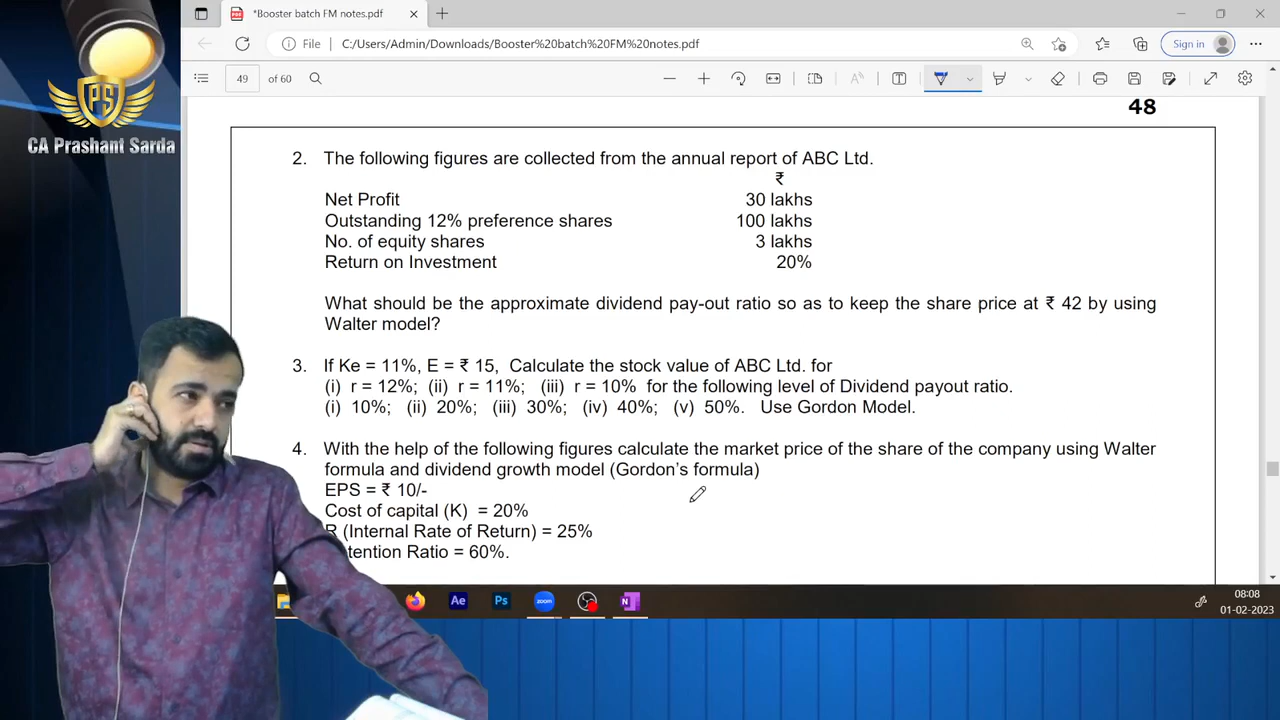 *Booster batch FM notes.pdf
File
C:/Users/Admin/Downloads/Booster%20batch%20FM%20notes.pdf
Sign in
49 of 60
PS
CA Prashant Sarda
48
2. The following figures are collected from the annual report of ABC Ltd.
₹
Net Profit 30 lakhs
Outstanding 12% preference shares 100 lakhs
No. of equity shares 3 lakhs
Return on Investment 20%
What should be the approximate dividend pay-out ratio so as to keep the share price at ₹ 42 by using
Walter model?
3. If Ke = 11%, E = ₹ 15, Calculate the stock value of ABC Ltd. for
(i) r = 12%; (ii) r = 11%; (iii) r = 10% for the following level of Dividend payout ratio.
(i) 10%; (ii) 20%; (iii) 30%; (iv) 40%; (v) 50%. Use Gordon Model.
4. With the help of the following figures calculate the market price of the share of the company using Walter
formula and dividend growth model (Gordon's formula)
EPS = ₹ 10/-
Cost of capital (K) = 20%
R (Internal Rate of Return) = 25%
tention Ratio = 60%.
Ae
Ps
zoom
N
08:08
01-02-2023